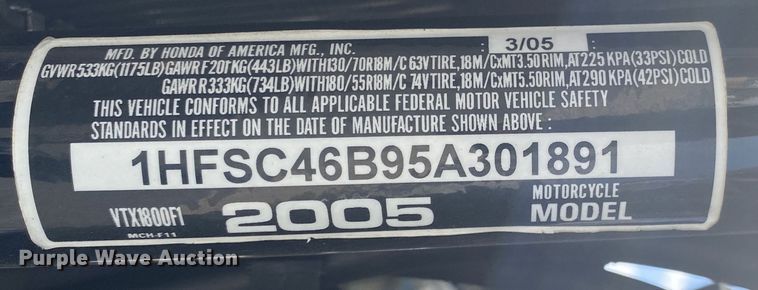 MFD. BY HONDA OF AMERICA MFG., INC. 3/05
GVWR 533KG(1175LB)GAWR F201KG(443LB)WITH130/70R18M/C 63V TIRE,18M/CxMT3.50 RIM,AT225 KPA(33PSI)COLD
GAWR R333KG(734LB)WITH180/55R18M/C 74V TIRE,18M/CxMT5.50RIM,AT290 KPA(42PSI)COLD
THIS VEHICLE CONFORMS TO ALL APPLICABLE FEDERAL MOTOR VEHICLE SAFETY
STANDARDS IN EFFECT ON THE DATE OF MANUFACTURE SHOWN ABOVE :
1HFSC46B95A301891
VTX1800F1 2005 MOTORCYCLE
MCH-F11 MODEL
Purple Wave Auction